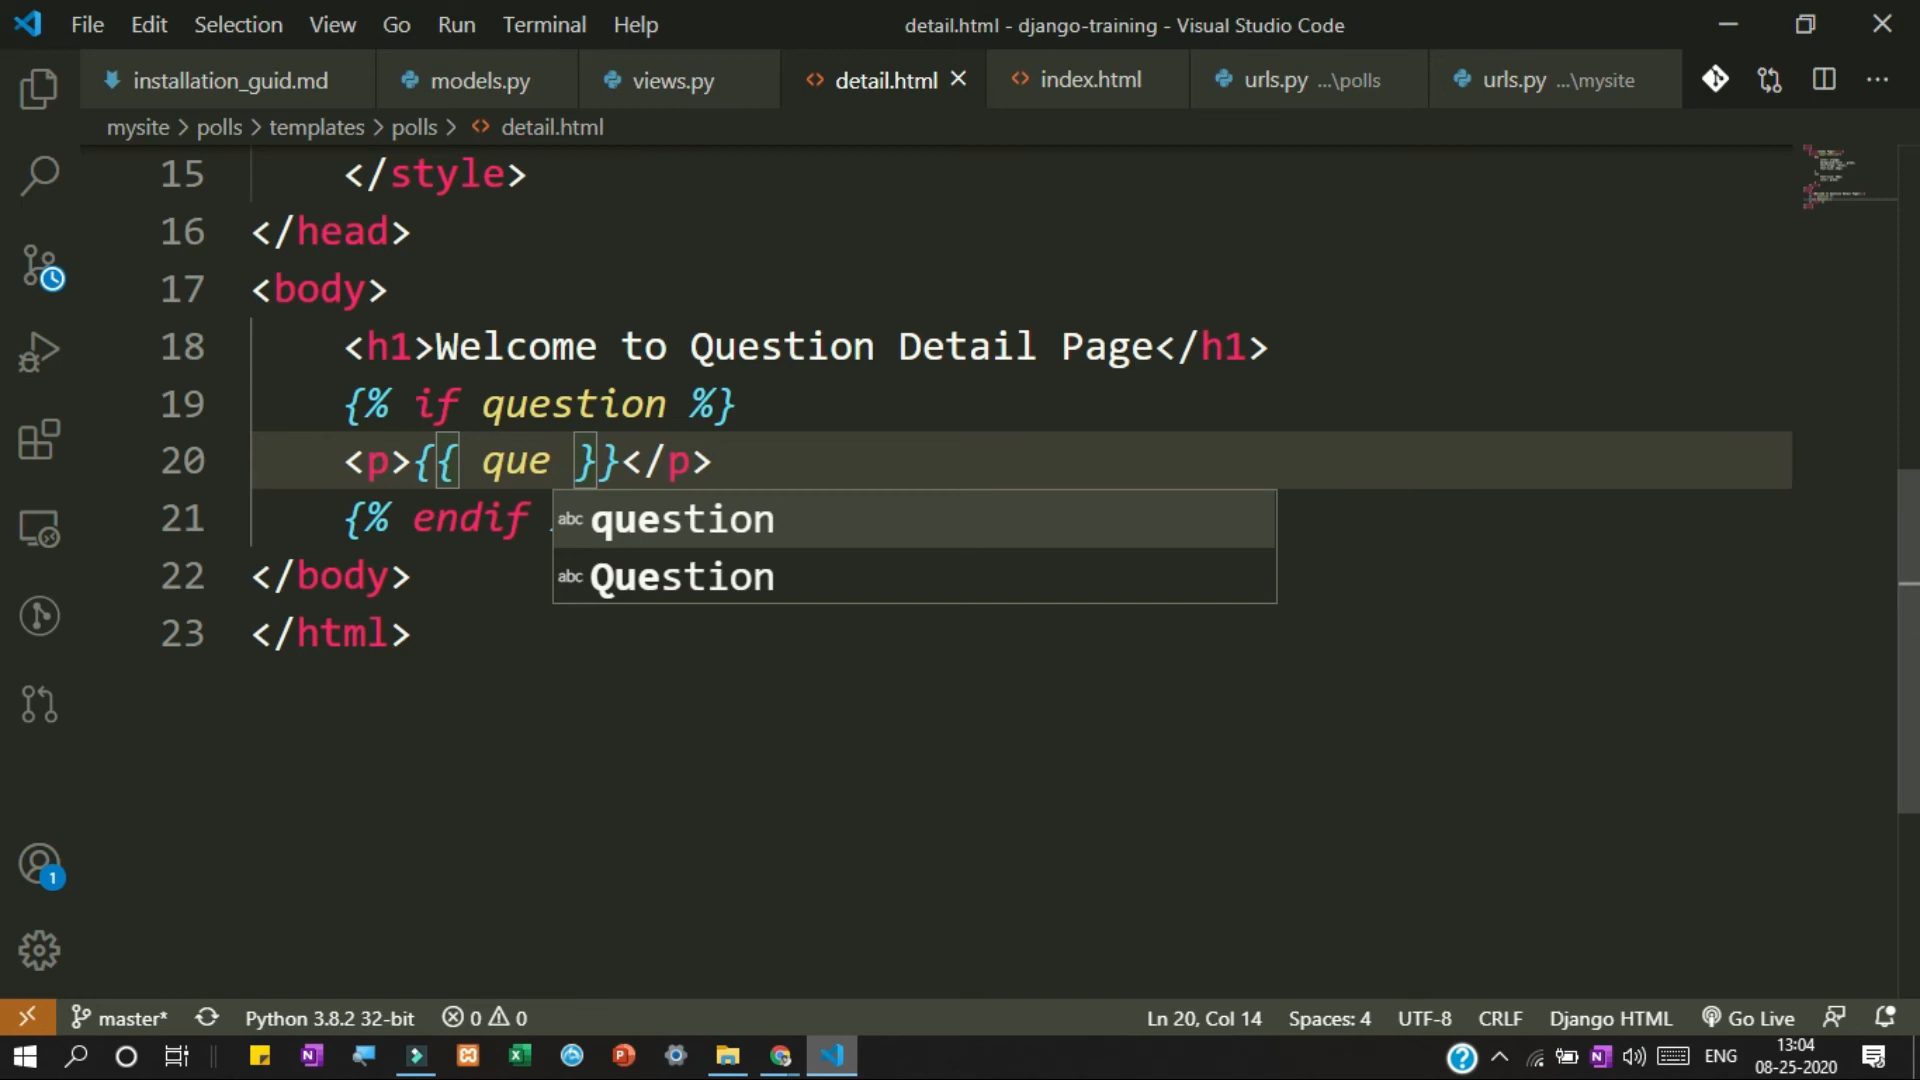 File Edit Selection View Go Run Terminal Help detail.html - django-training - Visual Studio Code
installation_guid.md models.py views.py detail.html index.html urls.py ...\polls urls.py ...\mysite
mysite > polls > templates > polls > detail.html
15 </style>
16 </head>
17 <body>
18 <h1>Welcome to Question Detail Page</h1>
19 {% if question %}
20 <p>{{ que }}</p>
21 {% endif
abc question
abc Question
22 </body>
23 </html>
1
master* Python 3.8.2 32-bit 0 0 Ln 20, Col 14 Spaces: 4 UTF-8 CRLF Django HTML Go Live
ENG 13:04
08-25-2020